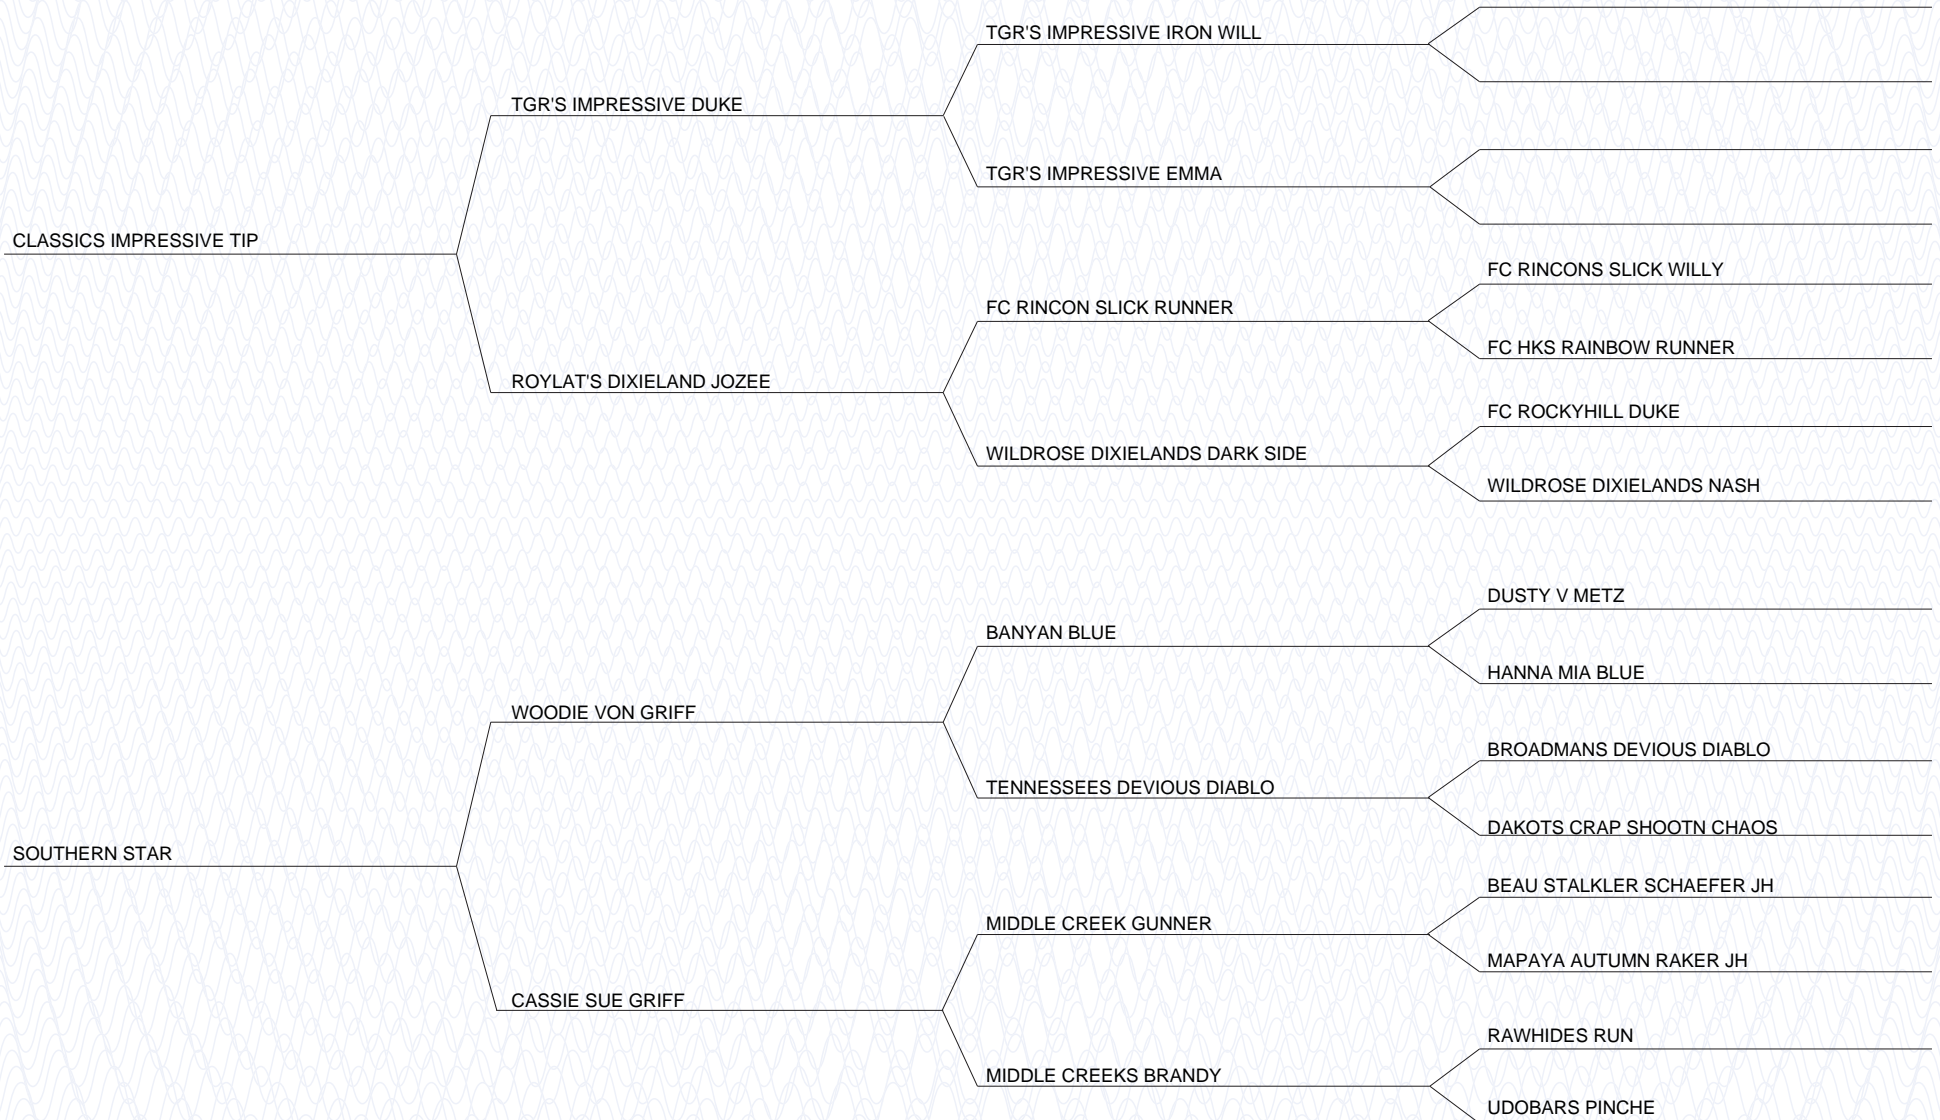 TGR'S IMPRESSIVE IRON WILL
TGR'S IMPRESSIVE DUKE
TGR'S IMPRESSIVE EMMA
CLASSICS IMPRESSIVE TIP
FC RINCONS SLICK WILLY
FC RINCON SLICK RUNNER
FC HKS RAINBOW RUNNER
ROYLAT'S DIXIELAND JOZEE
FC ROCKYHILL DUKE
WILDROSE DIXIELANDS DARK SIDE
WILDROSE DIXIELANDS NASH
DUSTY V METZ
BANYAN BLUE
HANNA MIA BLUE
WOODIE VON GRIFF
BROADMANS DEVIOUS DIABLO
TENNESSEES DEVIOUS DIABLO
DAKOTS CRAP SHOOTN CHAOS
SOUTHERN STAR
BEAU STALKLER SCHAEFER JH
MIDDLE CREEK GUNNER
MAPAYA AUTUMN RAKER JH
CASSIE SUE GRIFF
RAWHIDES RUN
MIDDLE CREEKS BRANDY
UDOBARS PINCHE